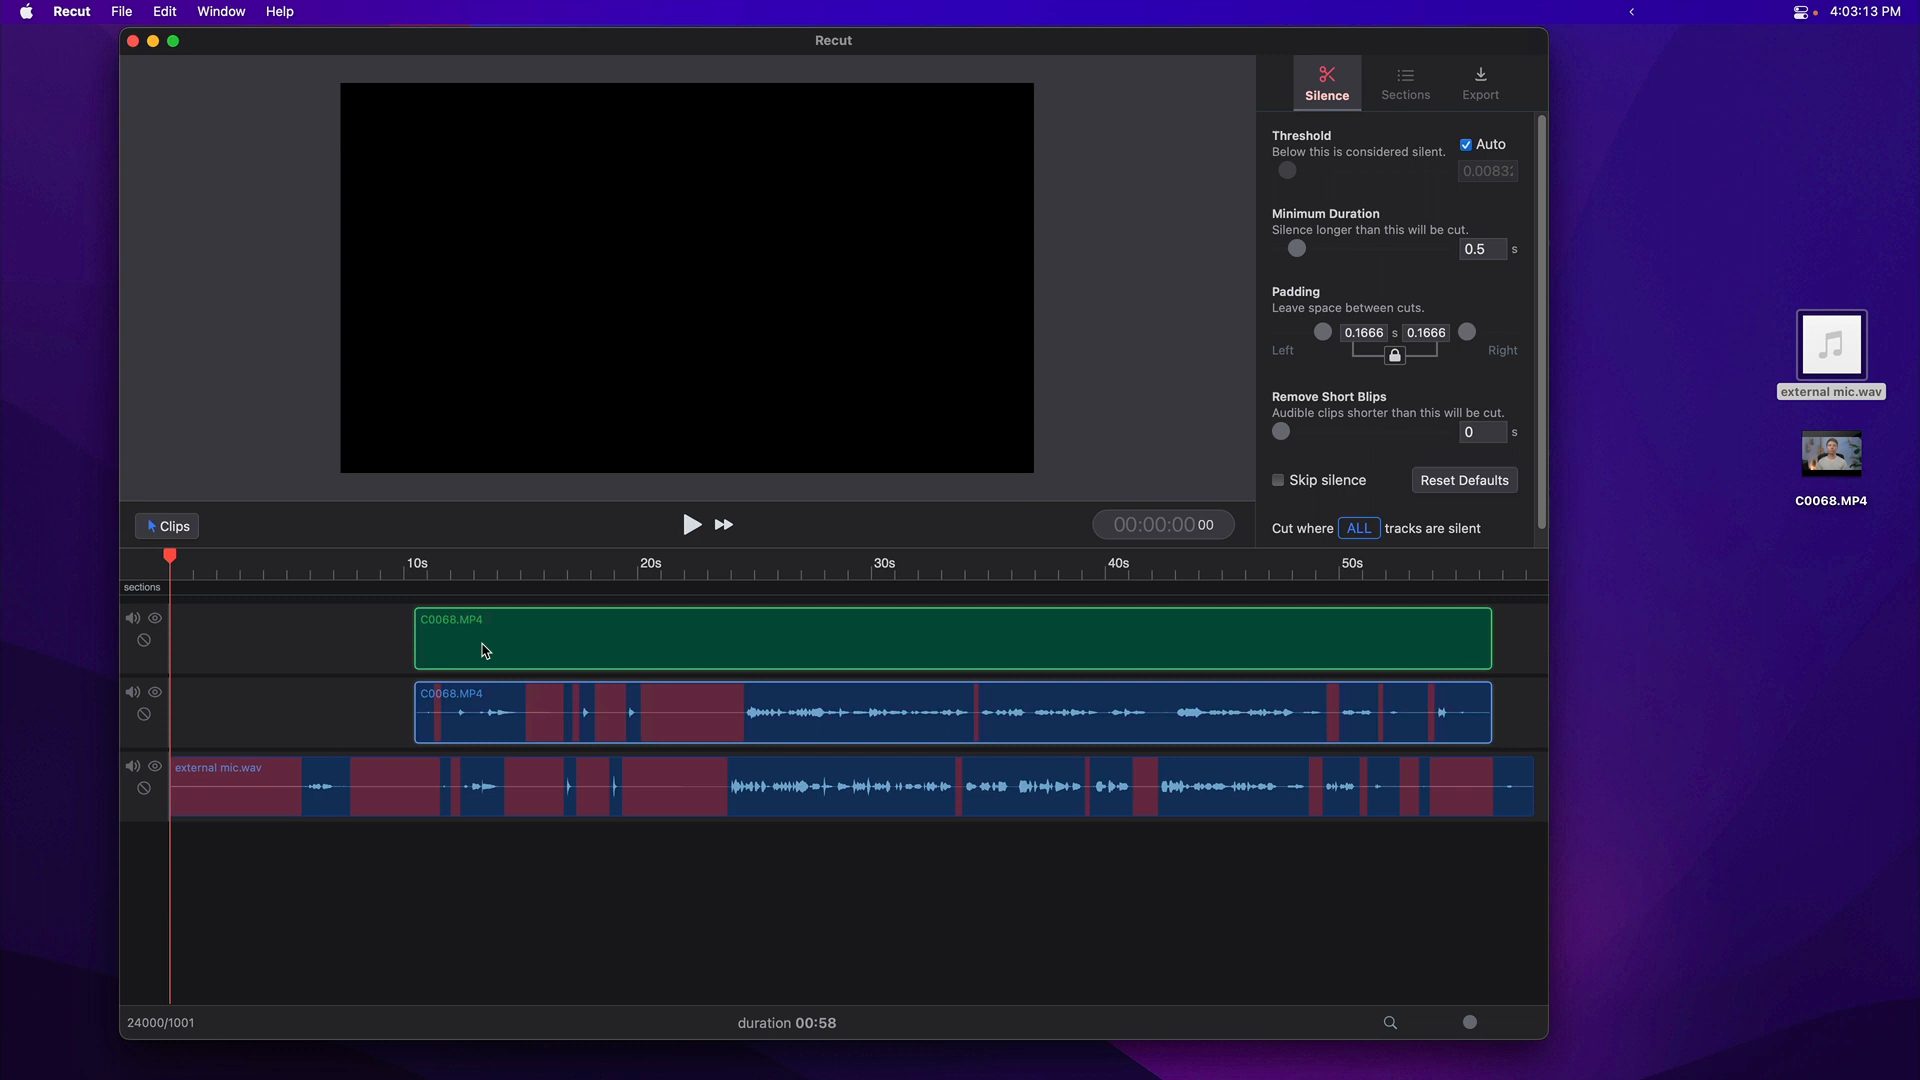 Recut File Edit Window Help
4:03:13 PM
Recut
Silence
Sections
Export
Threshold
Below this is considered silent.
Auto
Minimum Duration
Silence longer than this will be cut.
0.5 s
Padding
Leave space between cuts.
0.1666 s 0.1666
Left
Right
Remove Short Blips
Audible clips shorter than this will be cut.
0 s
Skip silence
Reset Defaults
Cut where ALL tracks are silent
Clips
00:00:00 00
10s 20s 30s 40s 50s
sections
C0068.MP4
C0068.MP4
external mic.wav
24000/1001
duration 00:58
external mic.wav
C0068.MP4